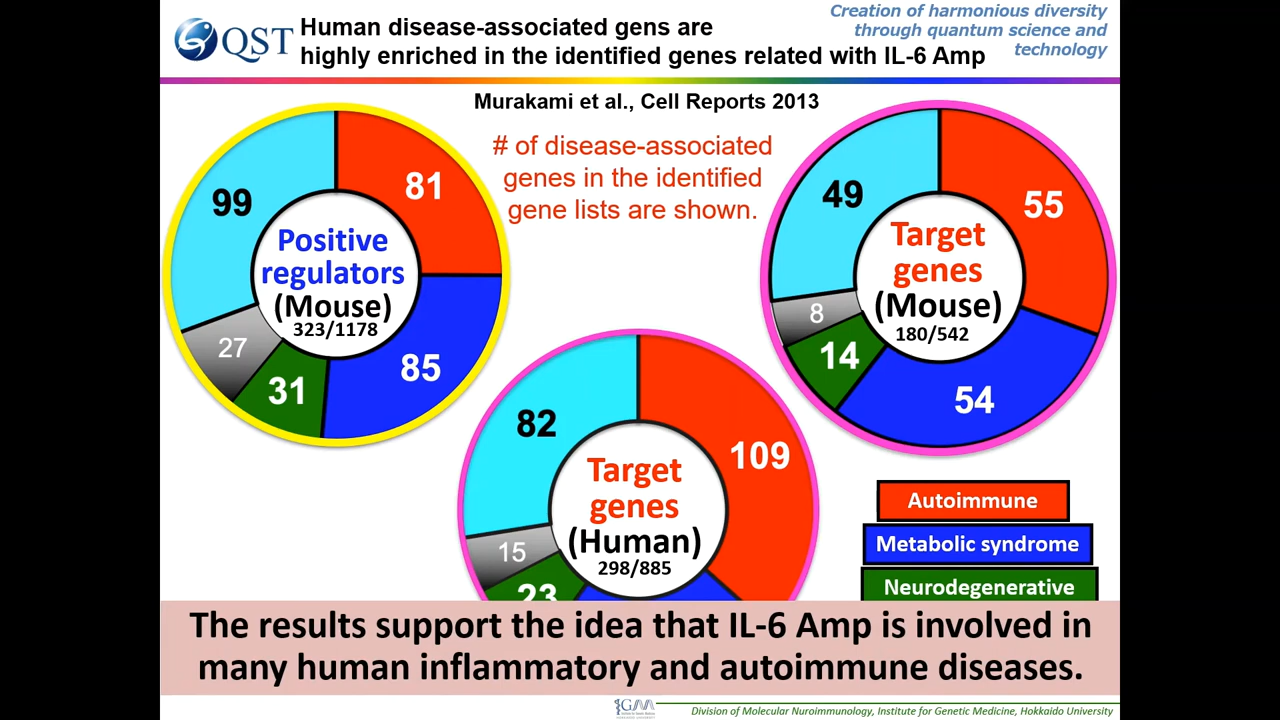 QST
Human disease-associated gens are
highly enriched in the identified genes related with IL-6 Amp
Creation of harmonious diversity
through quantum science and
technology
Murakami et al., Cell Reports 2013
# of disease-associated
genes in the identified
gene lists are shown.
99
81
Positive
regulators
(Mouse)
323/1178
27
31
85
49
55
Target
genes
(Mouse)
180/542
8
14
54
82
109
Target
genes
(Human)
298/885
15
23
Autoimmune
Metabolic syndrome
Neurodegenerative
The results support the idea that IL-6 Amp is involved in
many human inflammatory and autoimmune diseases.
IGM
Division of Molecular Nuroimmunology, Institute for Genetic Medicine, Hokkaido University